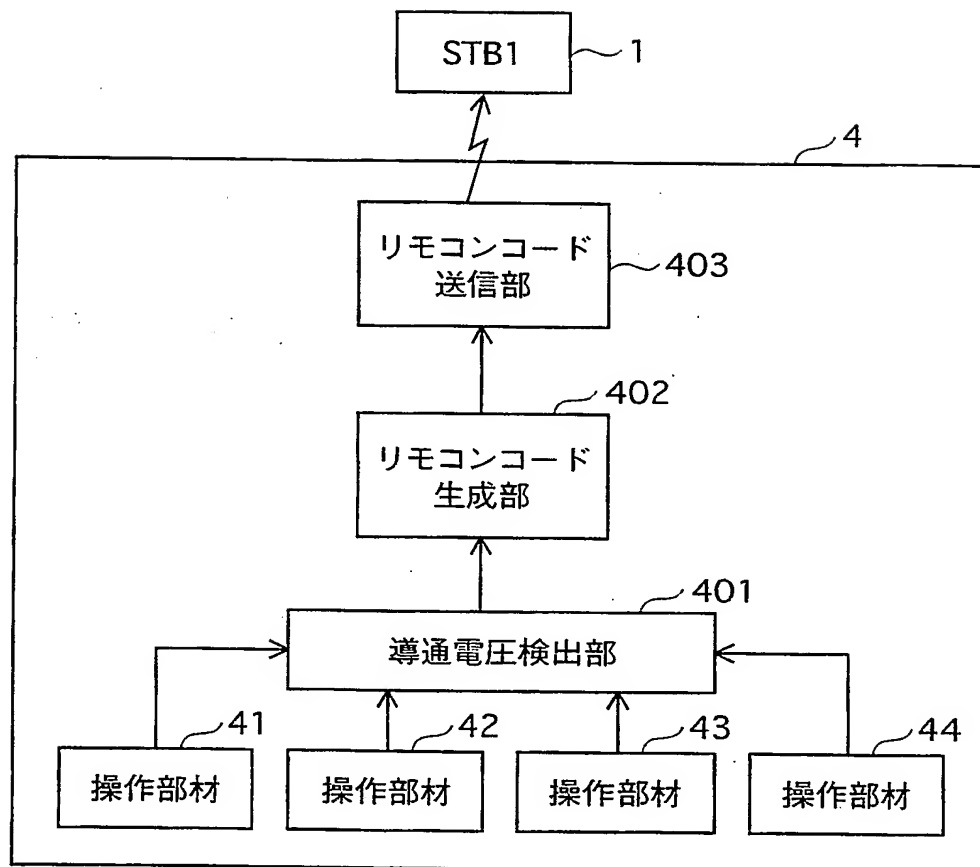 STB1
1
4
リモコンコード
送信部
403
402
リモコンコード
生成部
401
導通電圧検出部
41
42
43
44
操作部材
操作部材
操作部材
操作部材